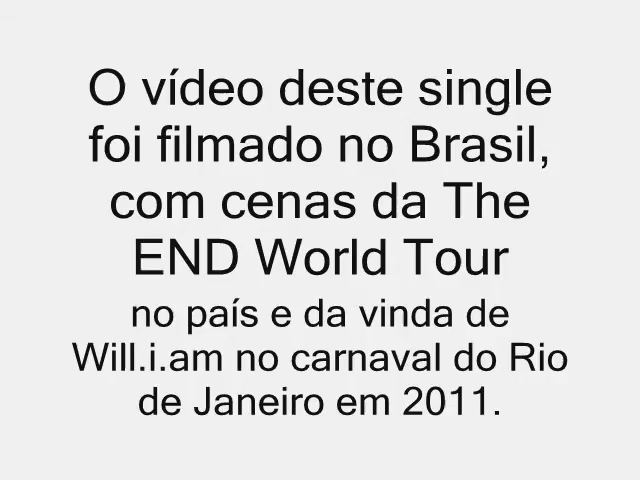 O vídeo deste single
foi filmado no Brasil,
com cenas da The
END World Tour
no país e da vinda de
Will.i.am no carnaval do Rio
de Janeiro em 2011.